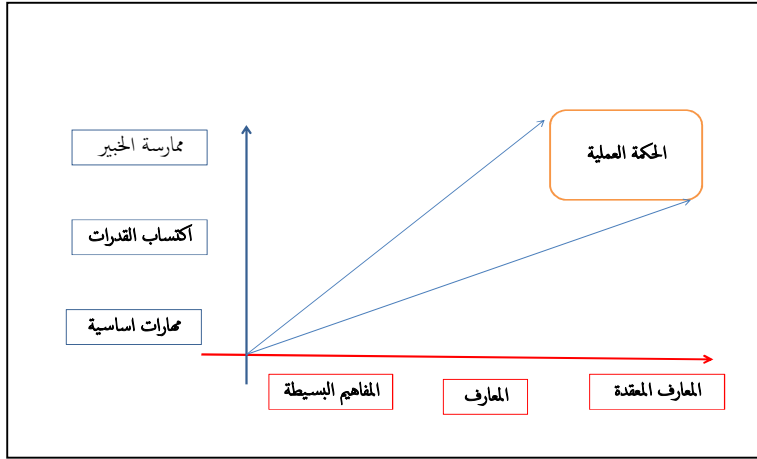 ممارسة الخبير
الحكمة العملية
اكتساب القدرات
مهارات اساسية
المعارف المعقدة
المعارف
المفاهيم البسيطة